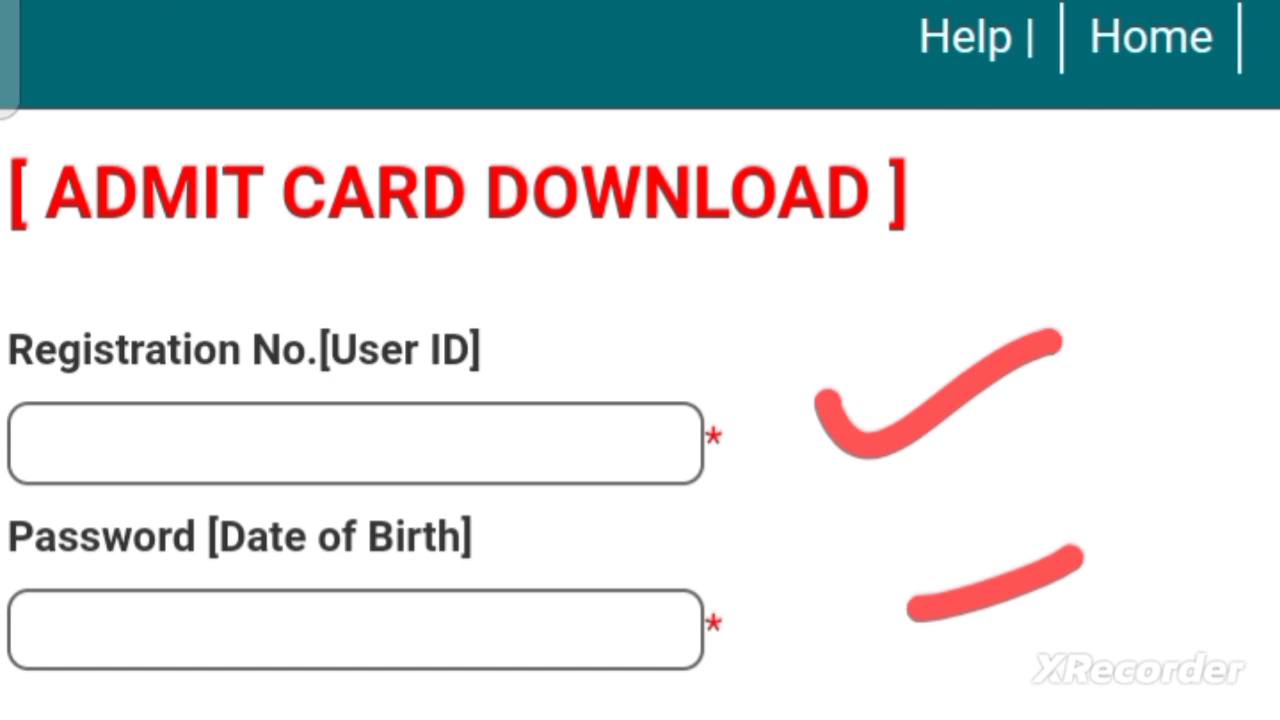 Help | Home
[ ADMIT CARD DOWNLOAD ]
Registration No.[User ID]
*
Password [Date of Birth]
*
XRecorder